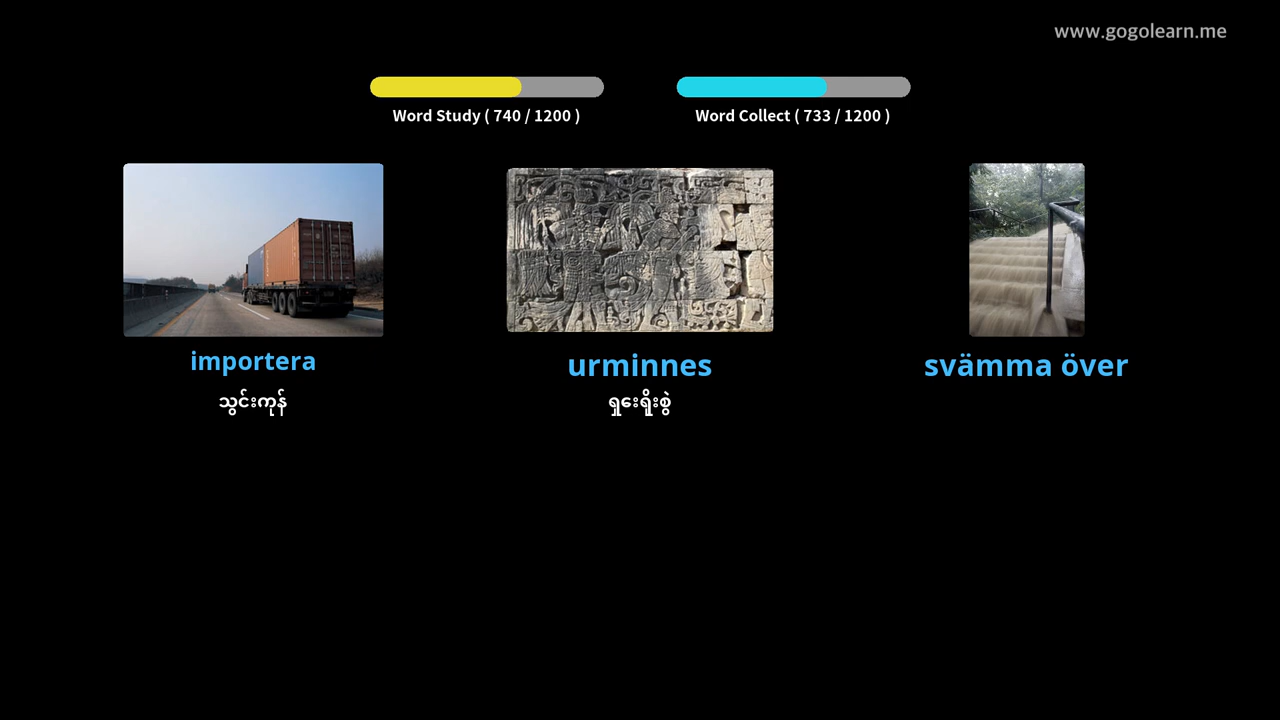 www.gogolearn.me
Word Study ( 740 / 1200 )
Word Collect ( 733 / 1200 )
importera
သွင်းကုန်
urminnes
ရှေးရိုးစွဲ
svämma över